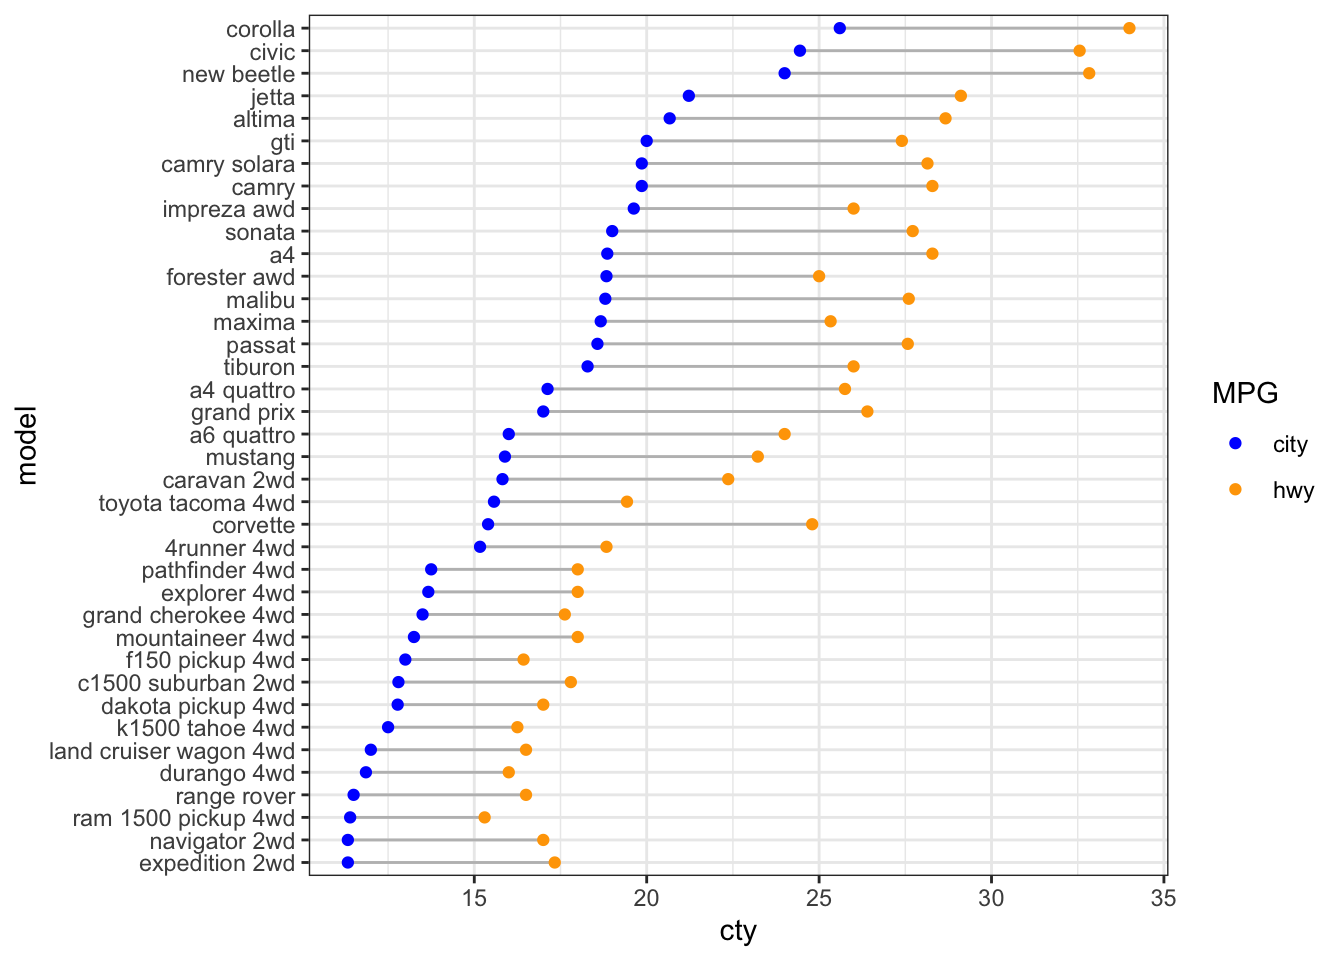 corolla
civic
new beetle
jetta
altima
gti
camry solara
camry
impreza awd
sonata
a4
forester awd
malibu
maxima
passat
tiburon
a4 quattro
grand prix
a6 quattro
mustang
caravan 2wd
toyota tacoma 4wd
corvette
4runner 4wd
pathfinder 4wd
explorer 4wd
grand cherokee 4wd
mountaineer 4wd
f150 pickup 4wd
c1500 suburban 2wd
dakota pickup 4wd
k1500 tahoe 4wd
land cruiser wagon 4wd
durango 4wd
range rover
ram 1500 pickup 4wd
navigator 2wd
expedition 2wd
model
15 20 25 30 35
cty
MPG
city
hwy